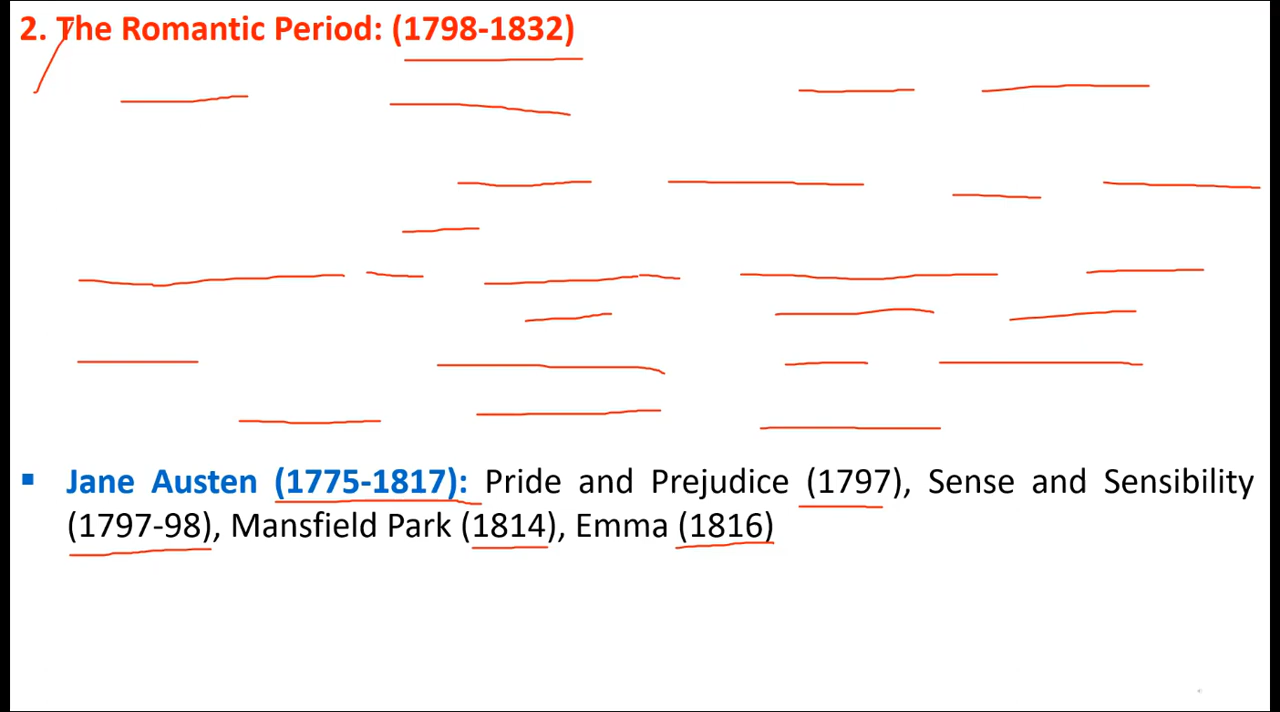 2. The Romantic Period: (1798-1832)
Jane Austen (1775-1817): Pride and Prejudice (1797), Sense and Sensibility
(1797-98), Mansfield Park (1814), Emma (1816)